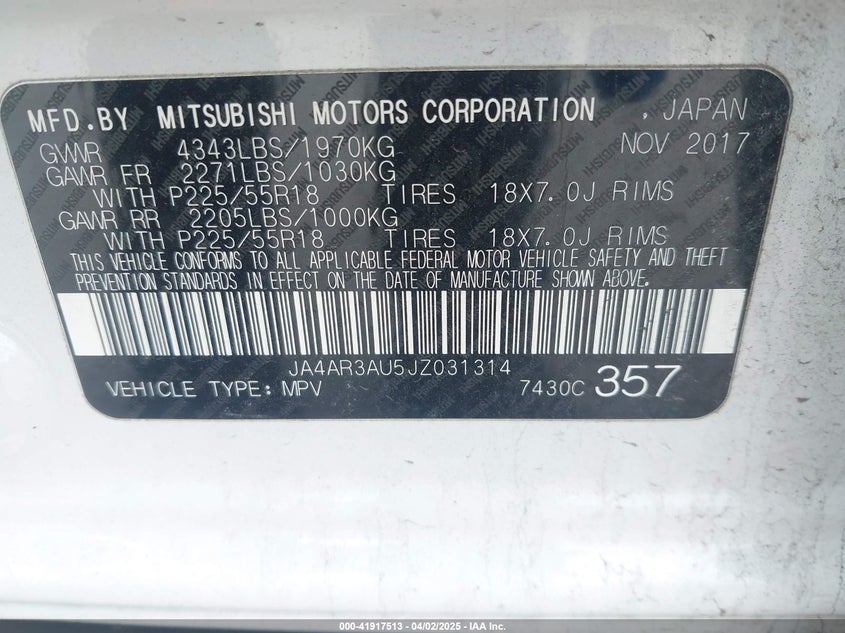 MFD.BY MITSUBISHI MOTORS CORPORATION . JAPAN
GVWR 4343LBS/1970KG NOV 2017
GAWR FR 2271LBS/1030KG
WITH P225/55R18 TIRES 18X7.0J RIMS
GAWR RR 2205LBS/1000KG
WITH P225/55R18 TIRES 18X7.0J RIMS
THIS VEHICLE CONFORMS TO ALL APPLICABLE FEDERAL MOTOR VEHICLE SAFETY AND THEFT
PREVENTION STANDARDS IN EFFECT ON THE DATE OF MANUFACTURE SHOWN ABOVE.
JA4AR3AU5JZ031314
VEHICLE TYPE: MPV 7430C 357
000-41917513 - 04/02/2025 - IAA Inc.